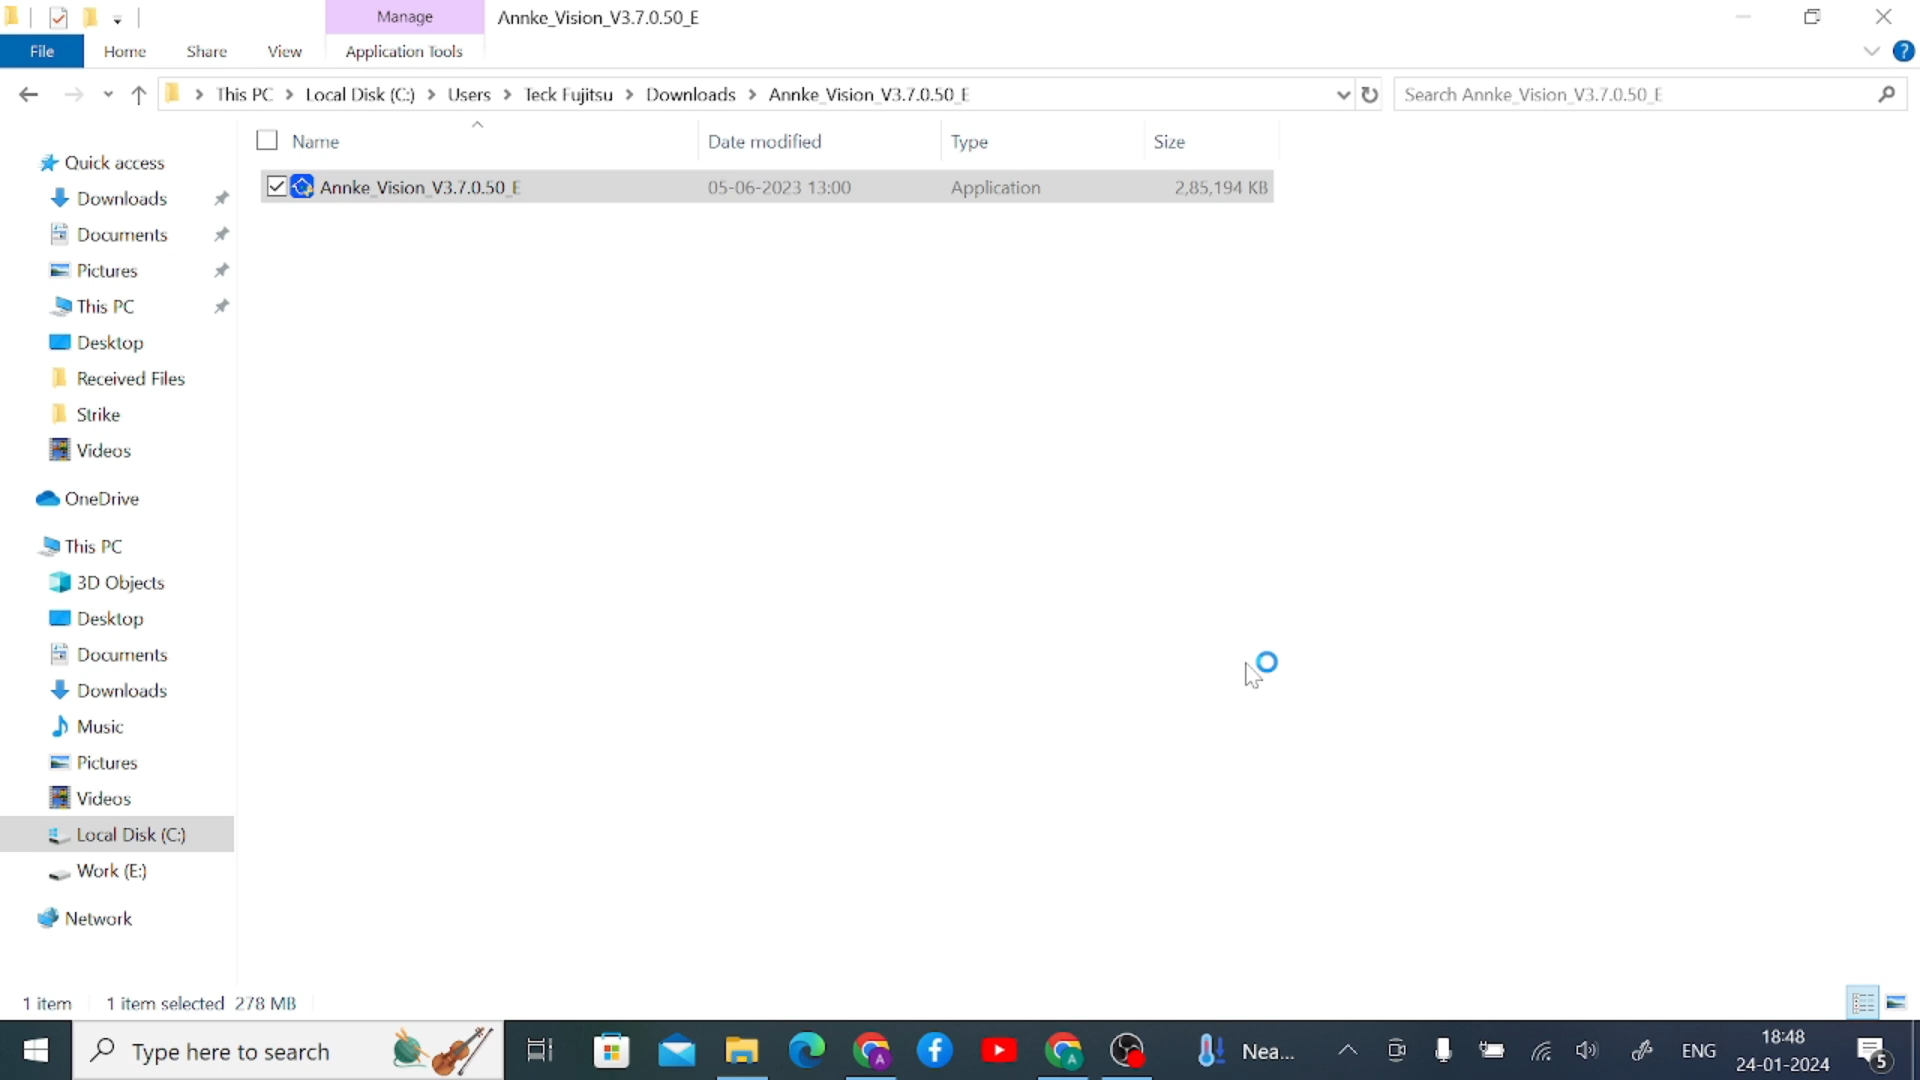 Manage
Annke_Vision_V3.7.0.50_E
File
Home
Share
View
Application Tools
This PC
Local Disk (C:)
Users
Teck Fujitsu
Downloads
Annke_Vision_V3.7.0.50_E
Search Annke_Vision_V3.7.0.50_E
Name
Date modified
Type
Size
Annke_Vision_V3.7.0.50_E
05-06-2023 13:00
Application
2,85,194 KB
Quick access
Downloads
Documents
Pictures
This PC
Desktop
Received Files
Strike
Videos
OneDrive
This PC
3D Objects
Desktop
Documents
Downloads
Music
Pictures
Videos
Local Disk (C:)
Work (E:)
Network
1 item
1 item selected 278 MB
Type here to search
A
A
Nea...
ENG
18:48
24-01-2024
5